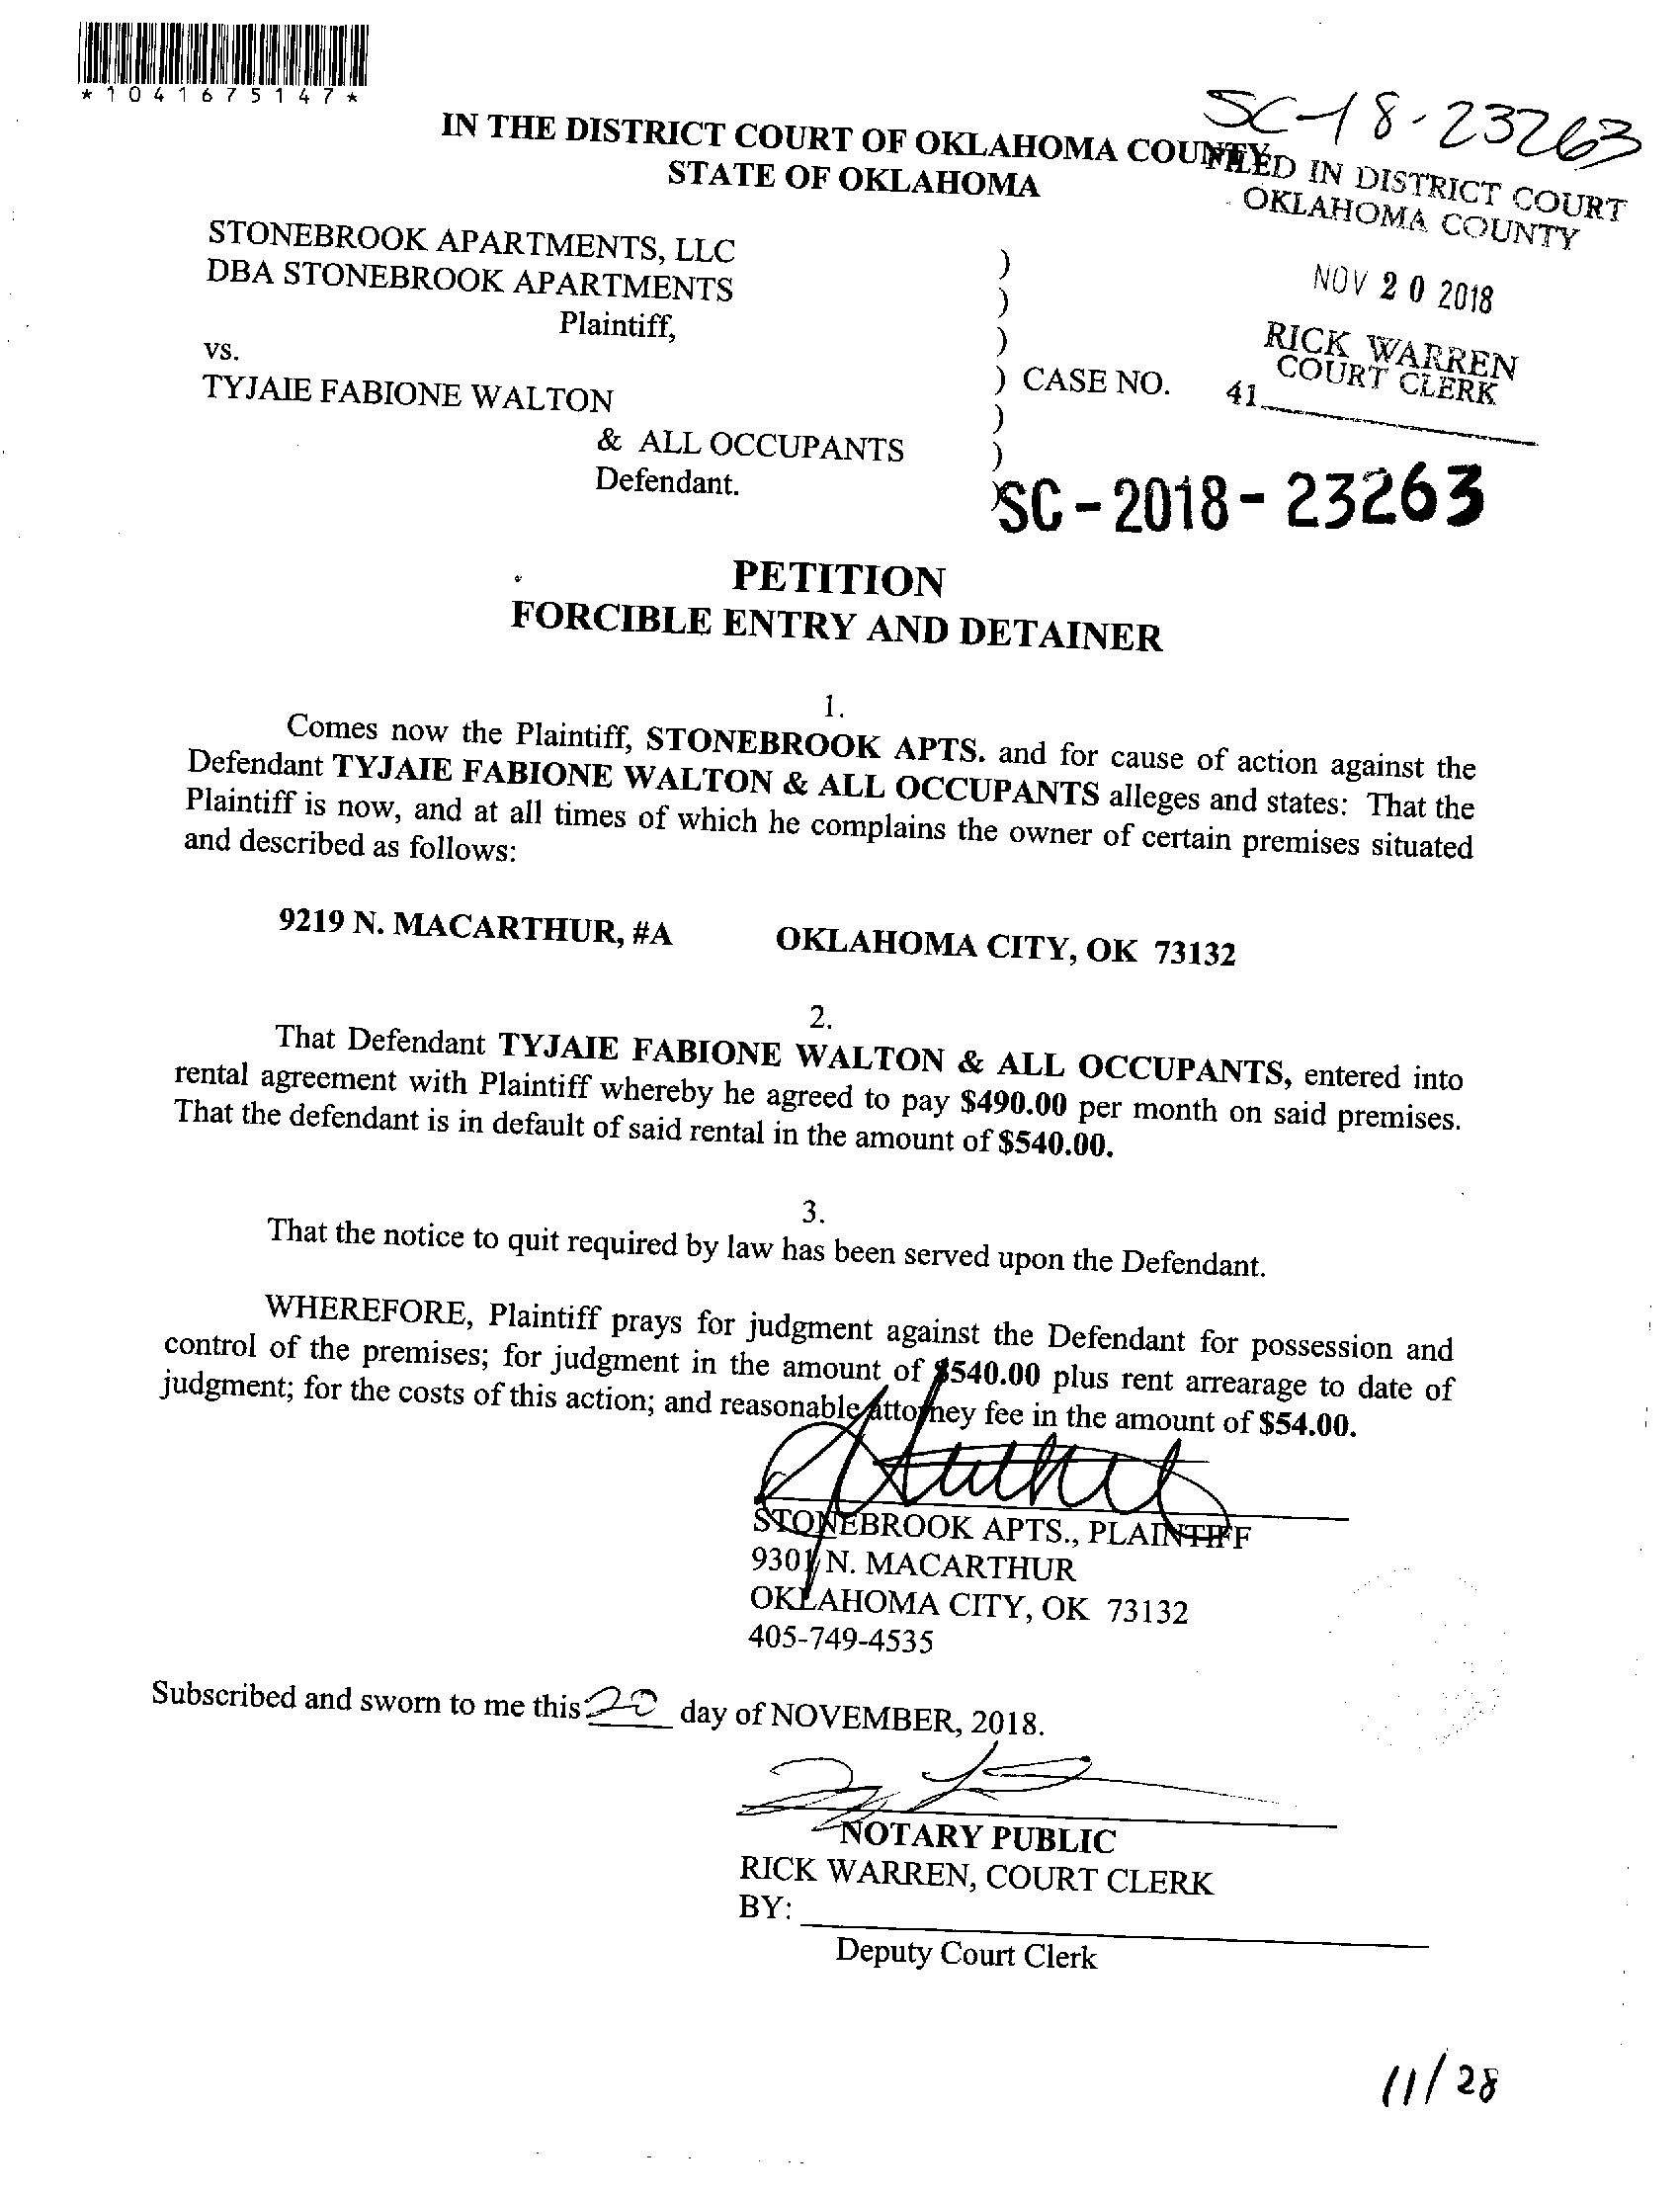 *1041675147*
SC-18-23263
IN THE DISTRICT COURT OF OKLAHOMA COUNTY
STATE OF OKLAHOMA
FILED IN DISTRICT COURT
OKLAHOMA COUNTY
NOV 20 2018
RICK WARREN
COURT CLERK
41
STONEBROOK APARTMENTS, LLC )
DBA STONEBROOK APARTMENTS )
Plaintiff, )
vs.
TYJAIE FABIONE WALTON ) CASE NO.
)
& ALL OCCUPANTS )
Defendant. )
SC-2018-23263
PETITION
FORCIBLE ENTRY AND DETAINER
1.
Comes now the Plaintiff, STONEBROOK APTS. and for cause of action against the
Defendant TYJAIE FABIONE WALTON & ALL OCCUPANTS alleges and states: That the
Plaintiff is now, and at all times of which he complains the owner of certain premises situated
and described as follows:
9219 N. MACARTHUR, #A OKLAHOMA CITY, OK 73132
2.
That Defendant TYJAIE FABIONE WALTON & ALL OCCUPANTS, entered into
rental agreement with Plaintiff whereby he agreed to pay $490.00 per month on said premises.
That the defendant is in default of said rental in the amount of $540.00.
3.
That the notice to quit required by law has been served upon the Defendant.
WHEREFORE, Plaintiff prays for judgment against the Defendant for possession and
control of the premises; for judgment in the amount of $540.00 plus rent arrearage to date of
judgment; for the costs of this action; and reasonable attorney fee in the amount of $54.00.
STONEBROOK APTS., PLAINTIFF
9301 N. MACARTHUR
OKLAHOMA CITY, OK 73132
405-749-4535
Subscribed and sworn to me this 20 day of NOVEMBER, 2018.
NOTARY PUBLIC
RICK WARREN, COURT CLERK
BY:
Deputy Court Clerk
11/28